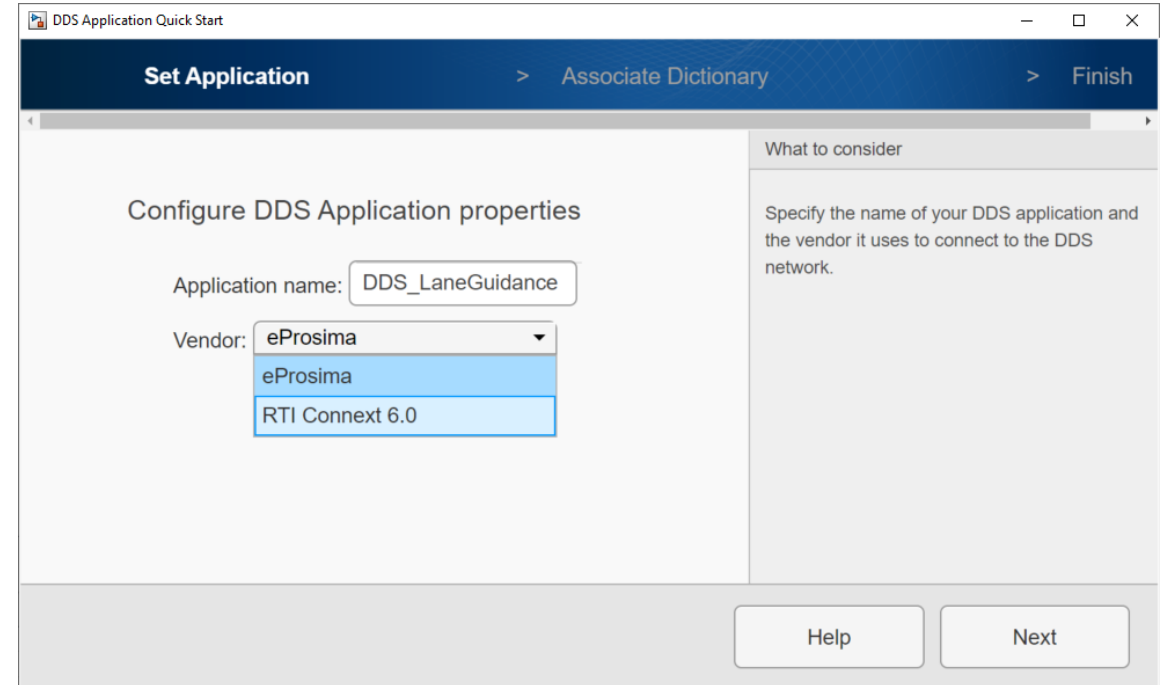 DDS Application Quick Start
Set Application > Associate Dictionary > Finish
What to consider
Configure DDS Application properties
Specify the name of your DDS application and
the vendor it uses to connect to the DDS
network.
Application name: DDS_LaneGuidance
Vendor: eProsima
eProsima
RTI Connext 6.0
Help Next